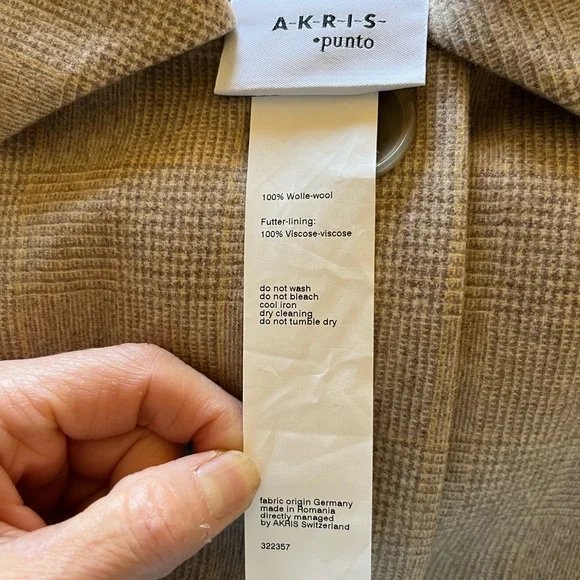 A-K-R-I-S-
•punto
100% Wolle-wool
Futter-lining:
100% Viscose-viscose
do not wash
do not bleach
cool iron
dry cleaning
do not tumble dry
fabric origin Germany
made in Romania
directly managed
by AKRIS Switzerland
322357